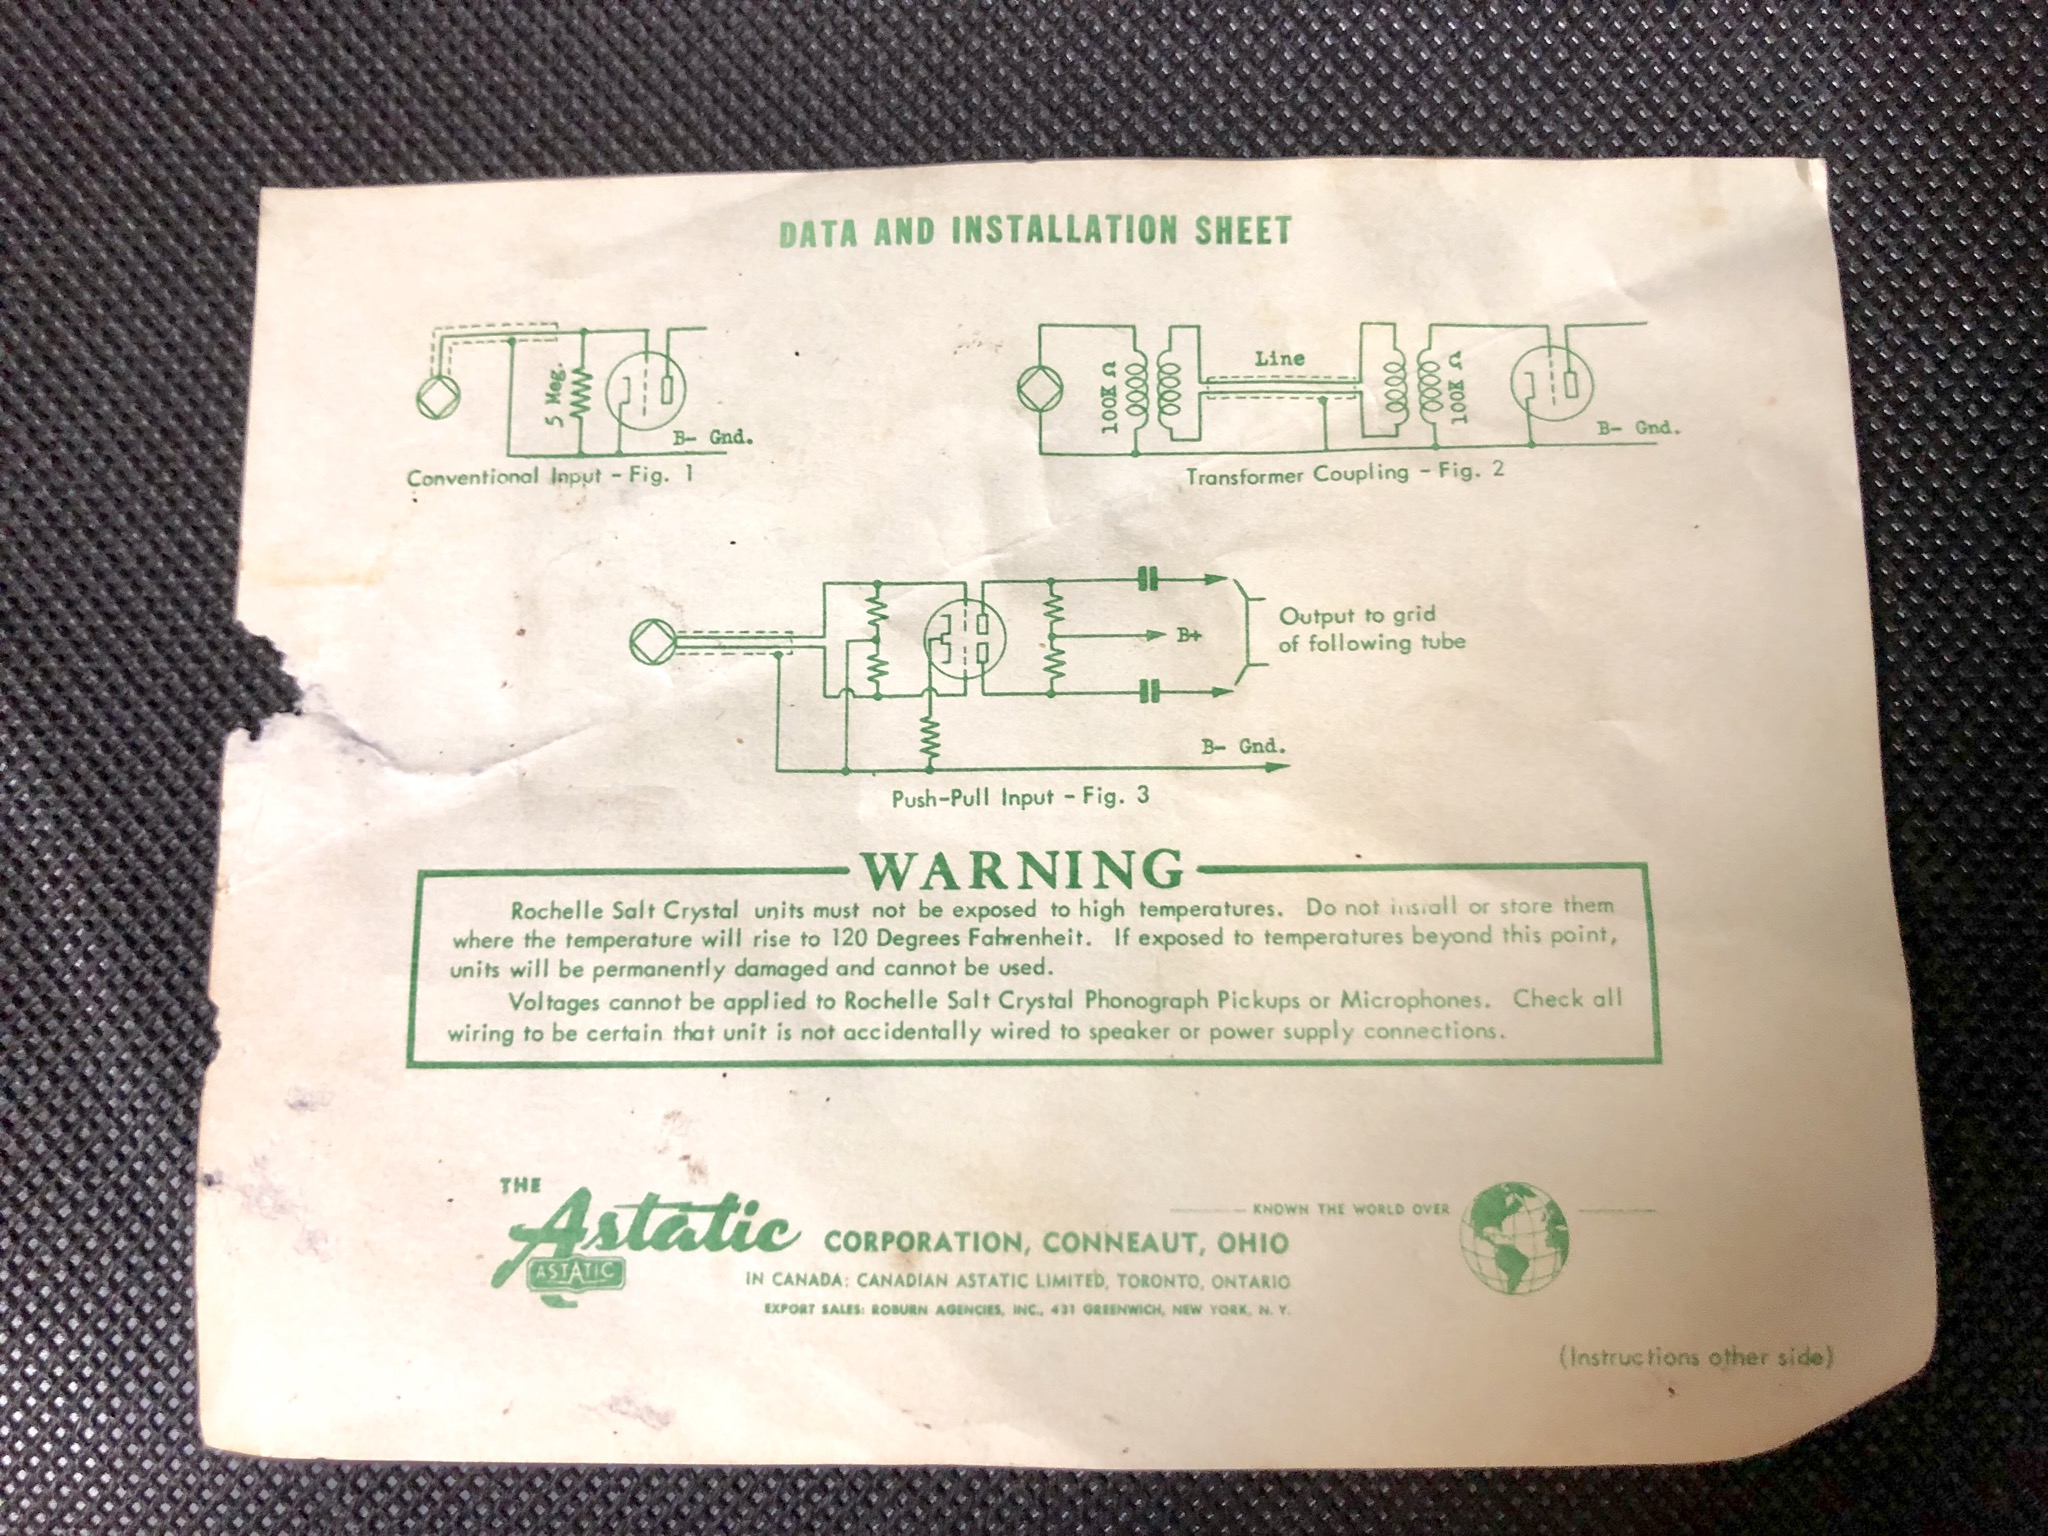 DATA AND INSTALLATION SHEET
5 Meg.
B- Gnd.
Conventional Input - Fig. 1
100K Ω
Line
100K Ω
B- Gnd.
Transformer Coupling - Fig. 2
B+
Output to grid
of following tube
B- Gnd.
Push-Pull Input - Fig. 3
WARNING
Rochelle Salt Crystal units must not be exposed to high temperatures. Do not install or store them
where the temperature will rise to 120 Degrees Fahrenheit. If exposed to temperatures beyond this point,
units will be permanently damaged and cannot be used.
Voltages cannot be applied to Rochelle Salt Crystal Phonograph Pickups or Microphones. Check all
wiring to be certain that unit is not accidentally wired to speaker or power supply connections.
THE
Astatic CORPORATION, CONNEAUT, OHIO
ASTATIC
KNOWN THE WORLD OVER
IN CANADA: CANADIAN ASTATIC LIMITED, TORONTO, ONTARIO
EXPORT SALES: ROBURN AGENCIES, INC., 431 GREENWICH, NEW YORK, N. Y.
(Instructions other side)